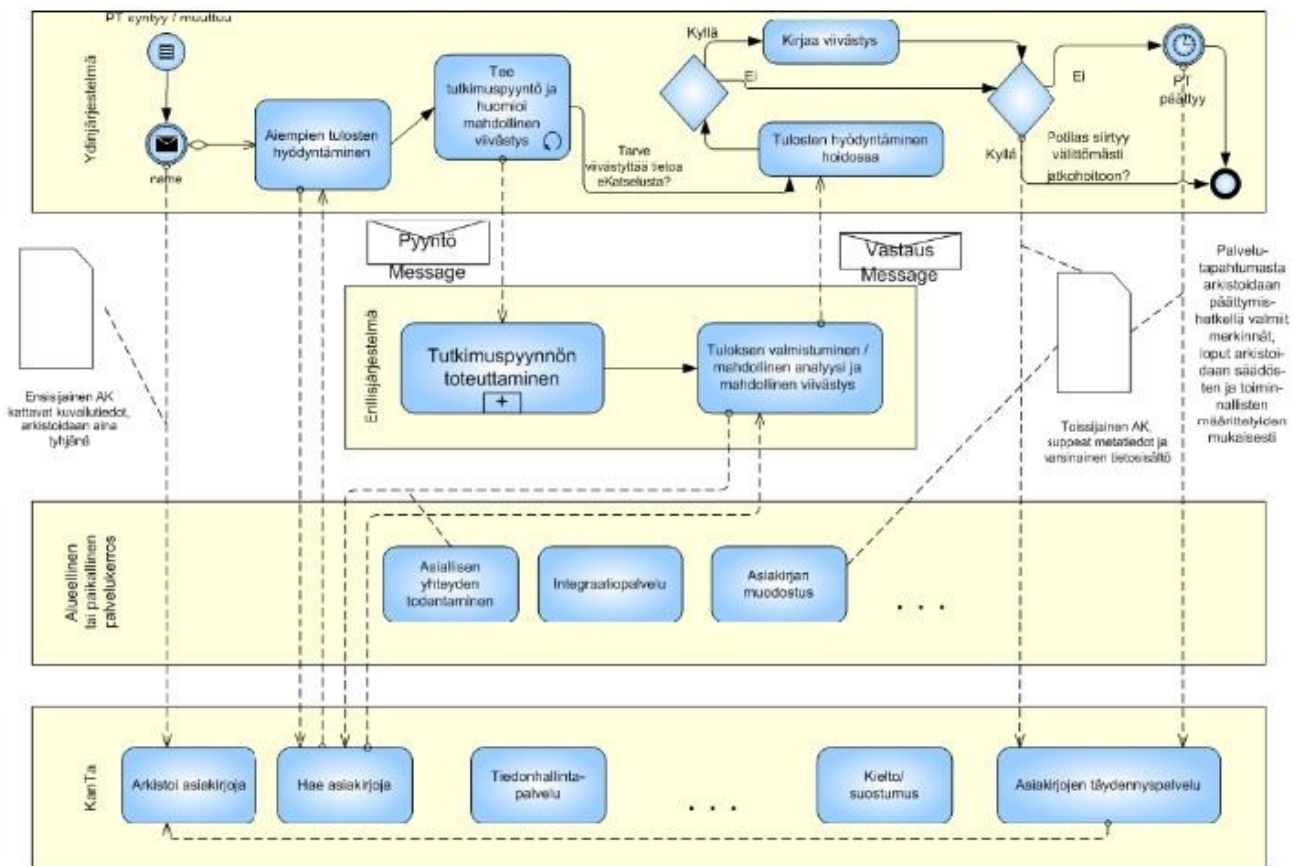 PT syntyy / muuttuu
Ydinjärjestelmä
name
Aiempien tulosten
hyödyntäminen
Tee
tutkimuspyyntö ja
huomioi
mahdollinen
viivästys
Tarve
viivästyttää tietoa
eKatselusta?
Kyllä
Ei
Kirjaa viivästys
Tulosten hyödyntäminen
hoidossa
Kyllä
Ei
Potilas siirtyy
välittömästi
jatkohoitoon?
PT
päättyy
Pyyntö
Message
Vastaus
Message
Ensisijainen AK
kattavat kuvailutiedot,
arkistoidaan aina
tyhjänä
Erillisjärjestelmä
Tutkimuspyynnön
toteuttaminen
+
Tuloksen valmistuminen /
mahdollinen analyysi ja
mahdollinen viivästys
Toissijainen AK,
suppeat metatiedot ja
varsinainen tietosisältö
Palvelu-
tapahtumasta
arkistoidaan
päättymis-
hetkellä valmiit
merkinnät,
loput arkistoi-
daan säädös-
ten ja toimin-
nallisten
määrittelyiden
mukaisesti
Alueellinen
tai paikallinen
palvelukerros
Asiallisen
yhteyden
todentaminen
Integraatiopalvelu
Asiakirjan
muodostus
. . .
KanTa
Arkistoi asiakirjoja
Hae asiakirjoja
Tiedonhallinta-
palvelu
. . .
Kielto/
suostumus
Asiakirjojen täydennyspalvelu